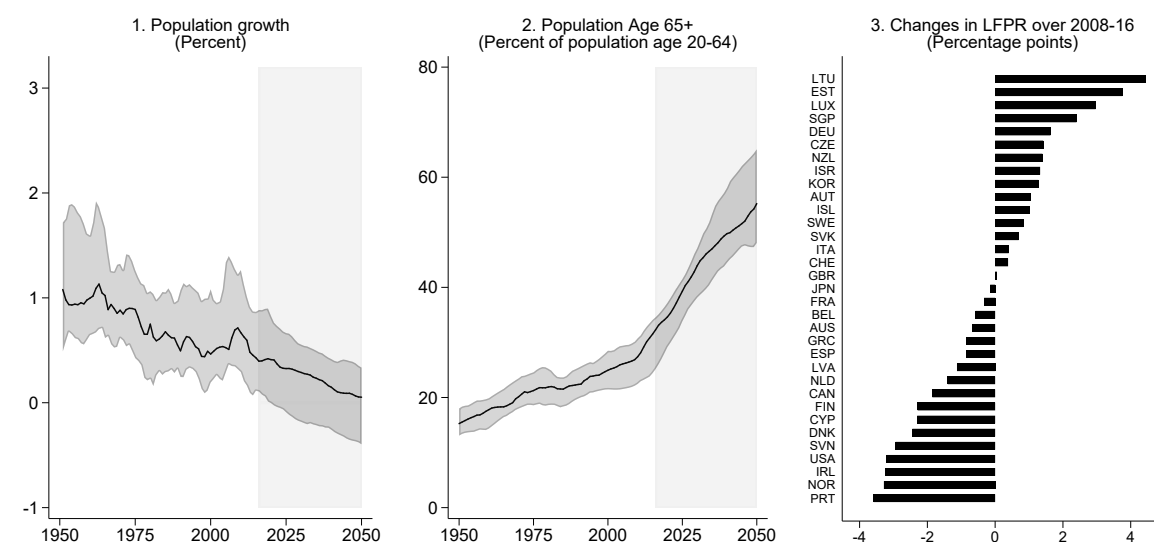 1. Population growth
(Percent)
3
2
1
0
-1
1950 1975 2000 2025 2050
2. Population Age 65+
(Percent of population age 20-64)
80
60
40
20
0
1950 1975 2000 2025 2050
3. Changes in LFPR over 2008-16
(Percentage points)
LTU
EST
LUX
SGP
DEU
CZE
NZL
ISR
KOR
AUT
ISL
SWE
SVK
ITA
CHE
GBR
JPN
FRA
BEL
AUS
GRC
ESP
LVA
NLD
CAN
FIN
CYP
DNK
SVN
USA
IRL
NOR
PRT
-4 -2 0 2 4